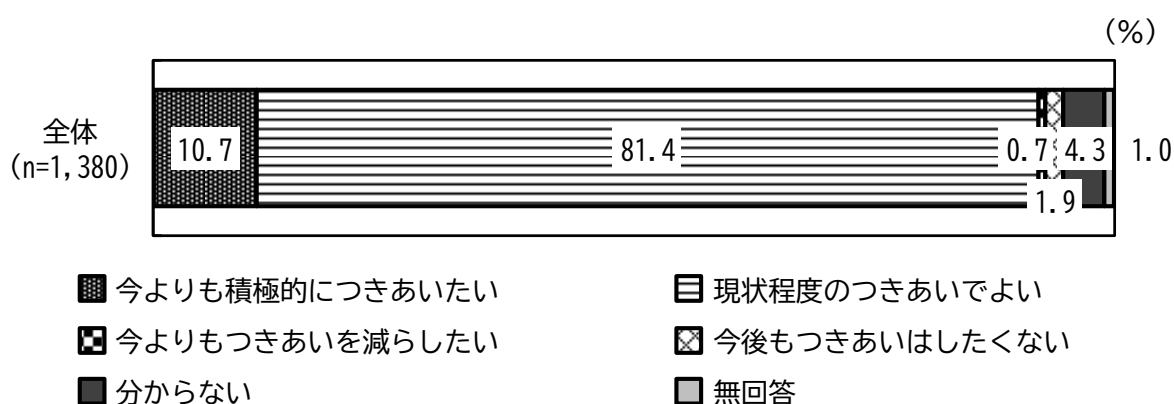 (%)
全体
(n=1,380)
10.7 81.4 0.7 4.3 1.0
1.9
今よりも積極的につきあいたい 現状程度のつきあいでよい
今よりもつきあいを減らしたい 今後もつきあいはしたくない
分からない 無回答